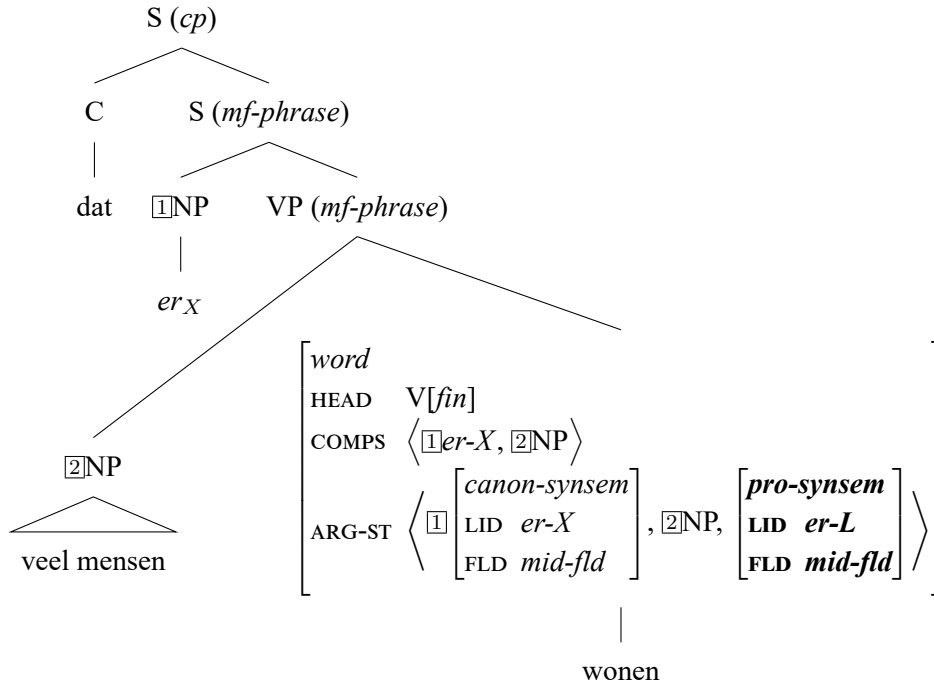 S (cp)
C S (mf-phrase)
dat 1NP VP (mf-phrase)
er_X
word
HEAD V[fin]
COMPS ⟨1er-X, 2NP⟩
2NP
ARG-ST ⟨1[canon-synsem LID er-X FLD mid-fld], 2NP, [pro-synsem LID er-L FLD mid-fld]⟩
veel mensen
wonen